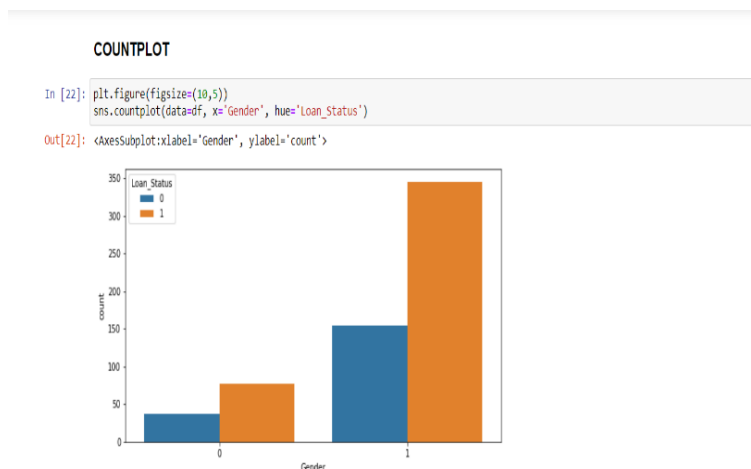 COUNTPLOT
In [22]: plt.figure(figsize=(10,5))
sns.countplot(data=df, x='Gender', hue='Loan_Status')
Out[22]: <AxesSubplot:xlabel='Gender', ylabel='count'>
Loan_Status
0
1
350
300
250
200
150
100
50
0
count
0 1
Gender